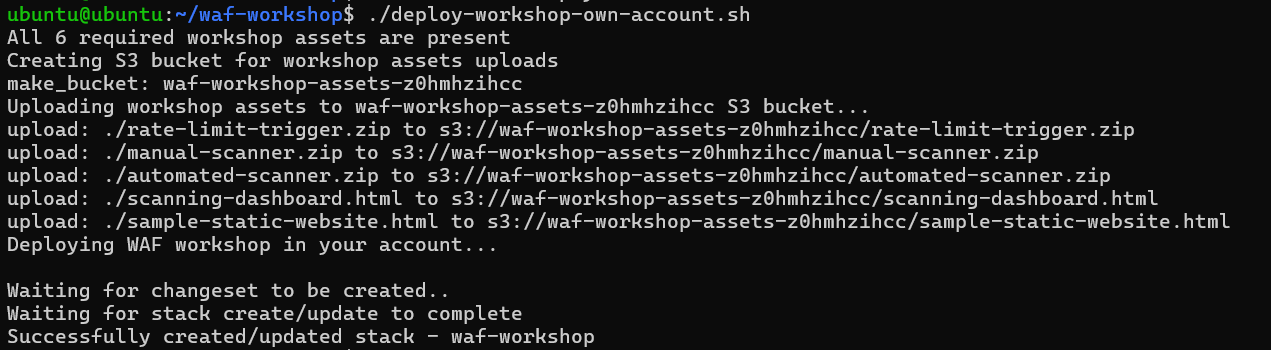 ubuntu@ubuntu:~/waf-workshop$ ./deploy-workshop-own-account.sh
All 6 required workshop assets are present
Creating S3 bucket for workshop assets uploads
make_bucket: waf-workshop-assets-z0hmhzihcc
Uploading workshop assets to waf-workshop-assets-z0hmhzihcc S3 bucket...
upload: ./rate-limit-trigger.zip to s3://waf-workshop-assets-z0hmhzihcc/rate-limit-trigger.zip
upload: ./manual-scanner.zip to s3://waf-workshop-assets-z0hmhzihcc/manual-scanner.zip
upload: ./automated-scanner.zip to s3://waf-workshop-assets-z0hmhzihcc/automated-scanner.zip
upload: ./scanning-dashboard.html to s3://waf-workshop-assets-z0hmhzihcc/scanning-dashboard.html
upload: ./sample-static-website.html to s3://waf-workshop-assets-z0hmhzihcc/sample-static-website.html
Deploying WAF workshop in your account...
Waiting for changeset to be created..
Waiting for stack create/update to complete
Successfully created/updated stack - waf-workshop